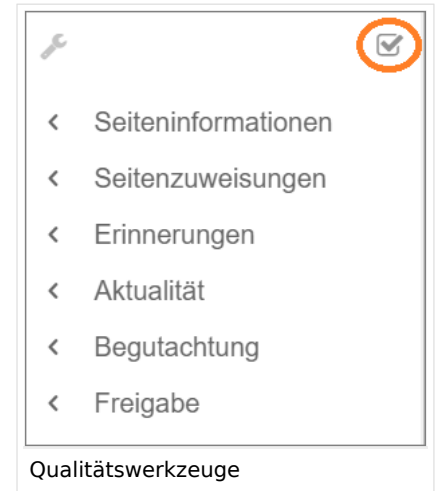 Seiteninformationen
Seitenzuweisungen
Erinnerungen
Aktualität
Begutachtung
Freigabe
Qualitätswerkzeuge